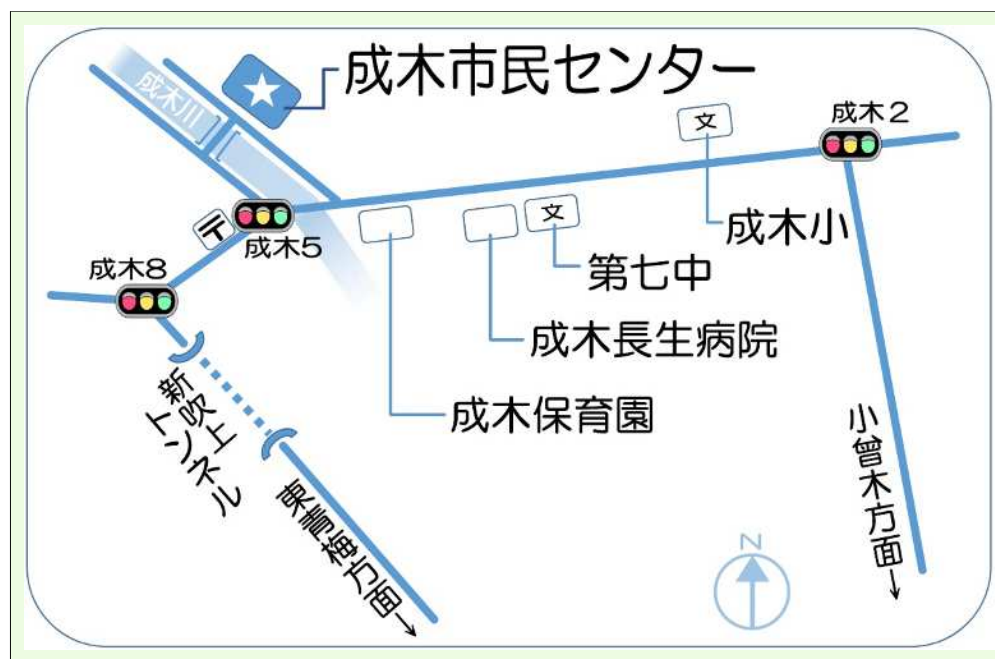 成木市民センター
成木川
成木2
文
成木小
文
第七中
〒
成木5
成木8
成木長生病院
成木保育園
新吹上
トンネル
東青梅方面→
小曾木方面→
N